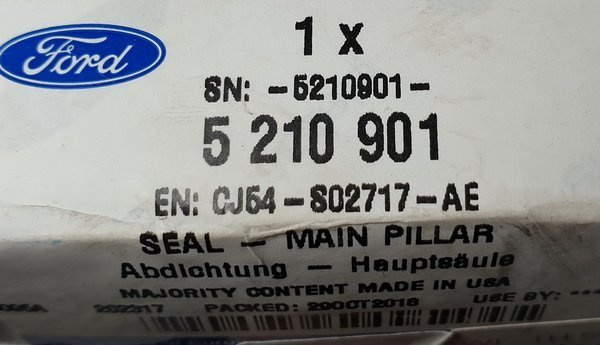 Ford
1 x
SN: -5210901-
5 210 901
EN: CJ54-S02717-AE
SEAL - MAIN PILLAR
Abdichtung - Hauptsäule
MAJORITY CONTENT MADE IN USA
PACKED: 29OCT2018 USE BY: ***